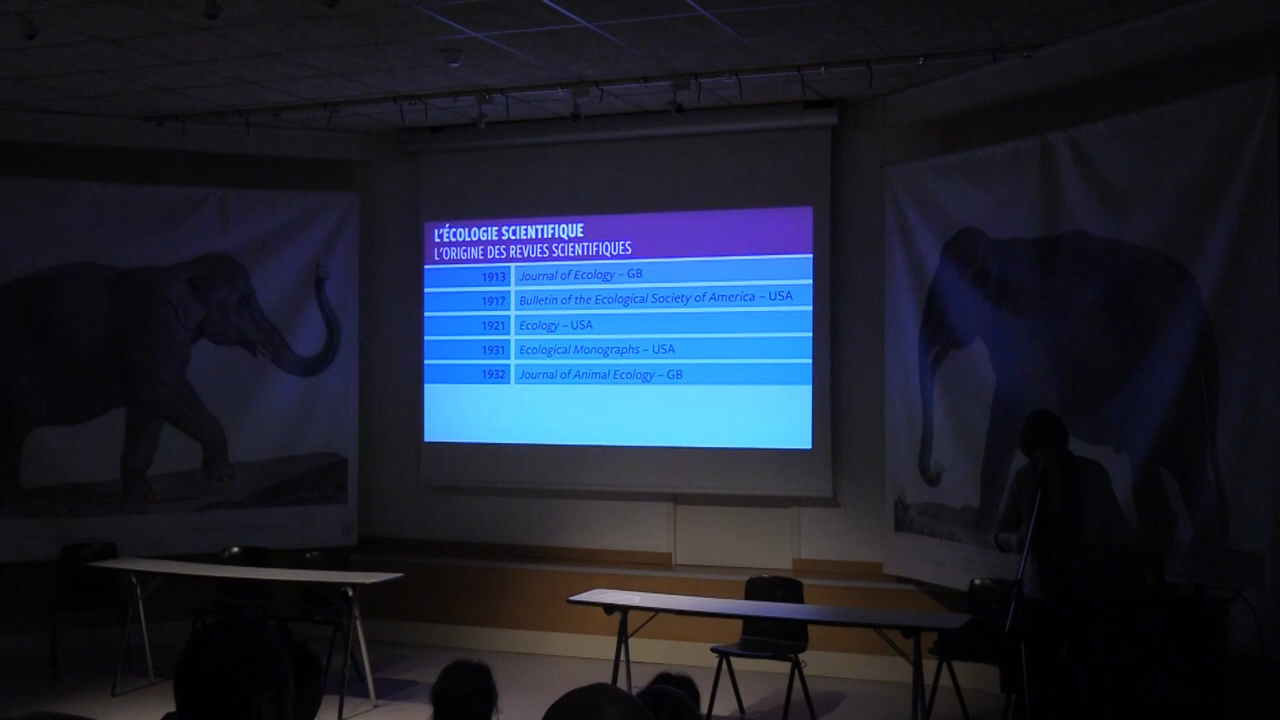 L'ÉCOLOGIE SCIENTIFIQUE
L'ORIGINE DES REVUES SCIENTIFIQUES
1913 Journal of Ecology – GB
1917 Bulletin of the Ecological Society of America – USA
1921 Ecology – USA
1931 Ecological Monographs – USA
1932 Journal of Animal Ecology – GB